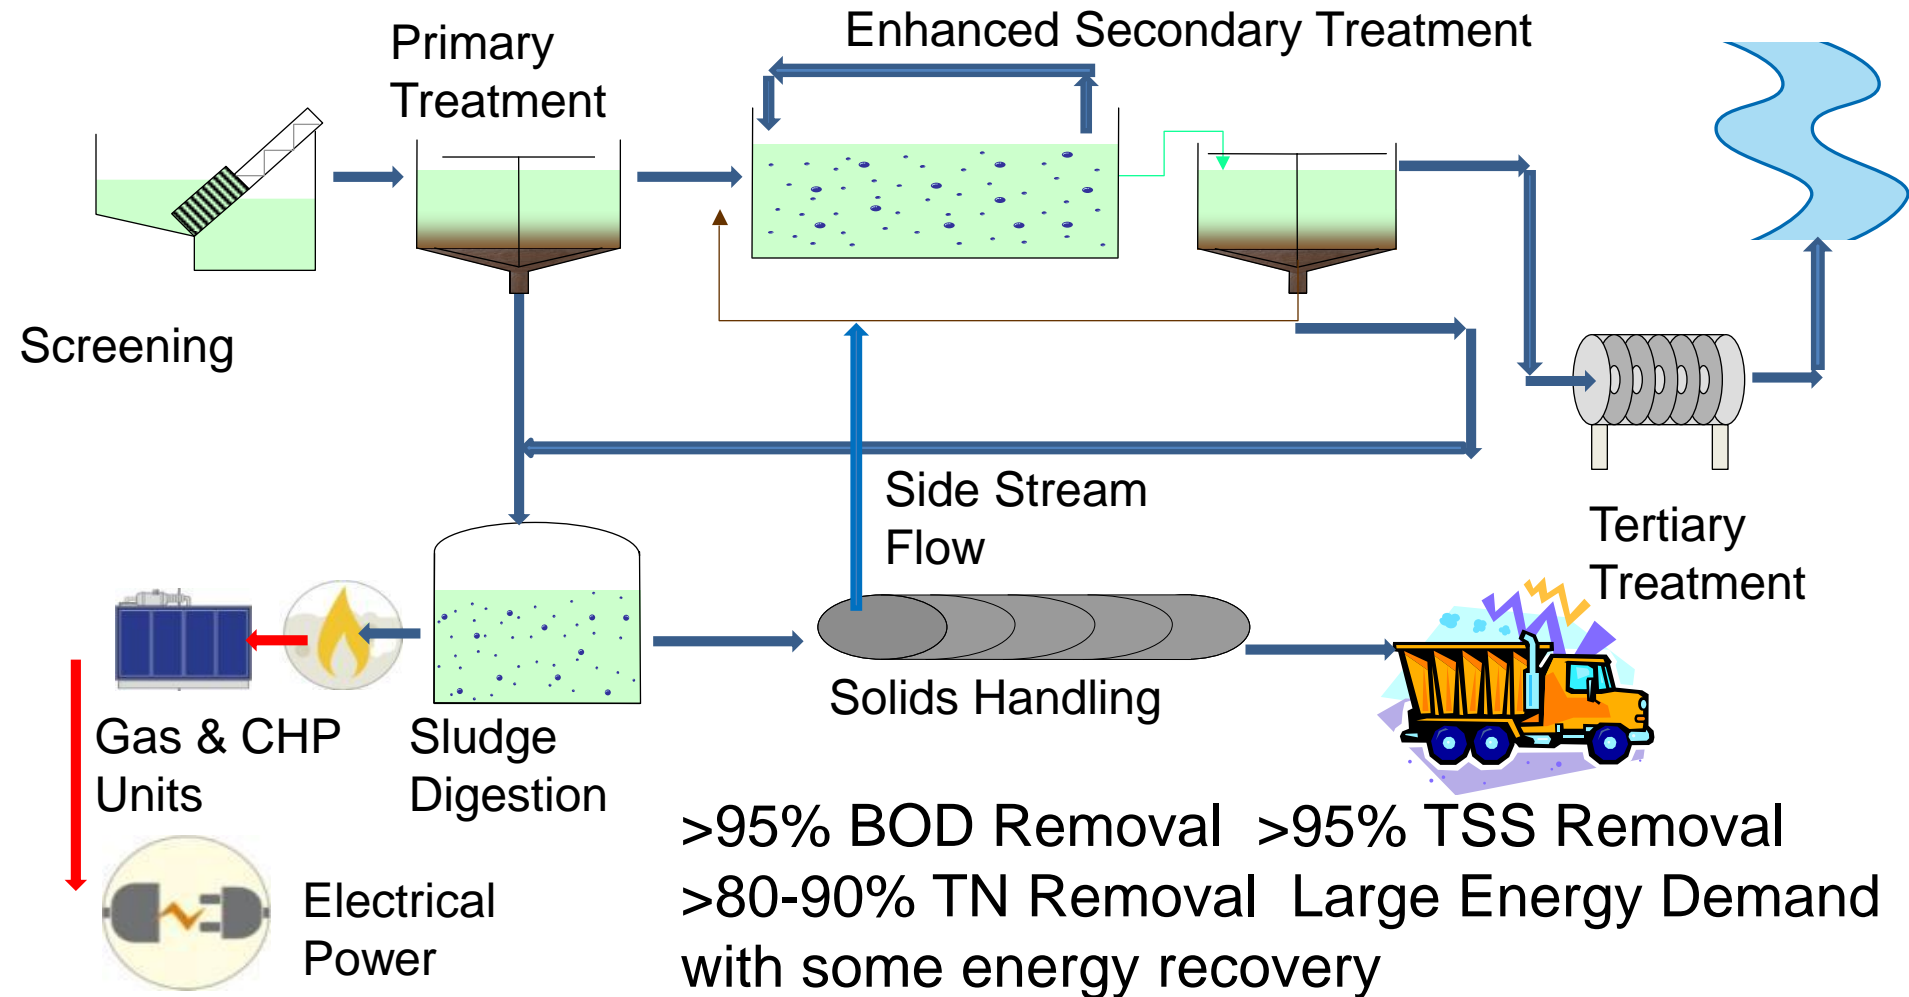 Primary
Treatment
Enhanced Secondary Treatment
Screening
Side Stream
Flow
Tertiary
Treatment
Solids Handling
Gas & CHP
Units
Sludge
Digestion
Electrical
Power
>95% BOD Removal >95% TSS Removal
>80-90% TN Removal Large Energy Demand
with some energy recovery